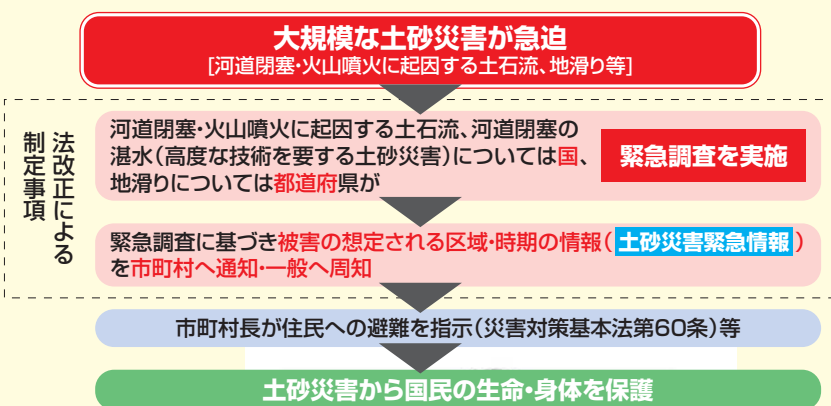 大規模な土砂災害が急迫
[河道閉塞・火山噴火に起因する土石流、地滑り等]
法改正による
制定事項
河道閉塞・火山噴火に起因する土石流、河道閉塞の
湛水（高度な技術を要する土砂災害）については国、
地滑りについては都道府県が
緊急調査を実施
緊急調査に基づき被害の想定される区域・時期の情報（土砂災害緊急情報）
を市町村へ通知・一般へ周知
市町村長が住民への避難を指示（災害対策基本法第60条）等
土砂災害から国民の生命・身体を保護